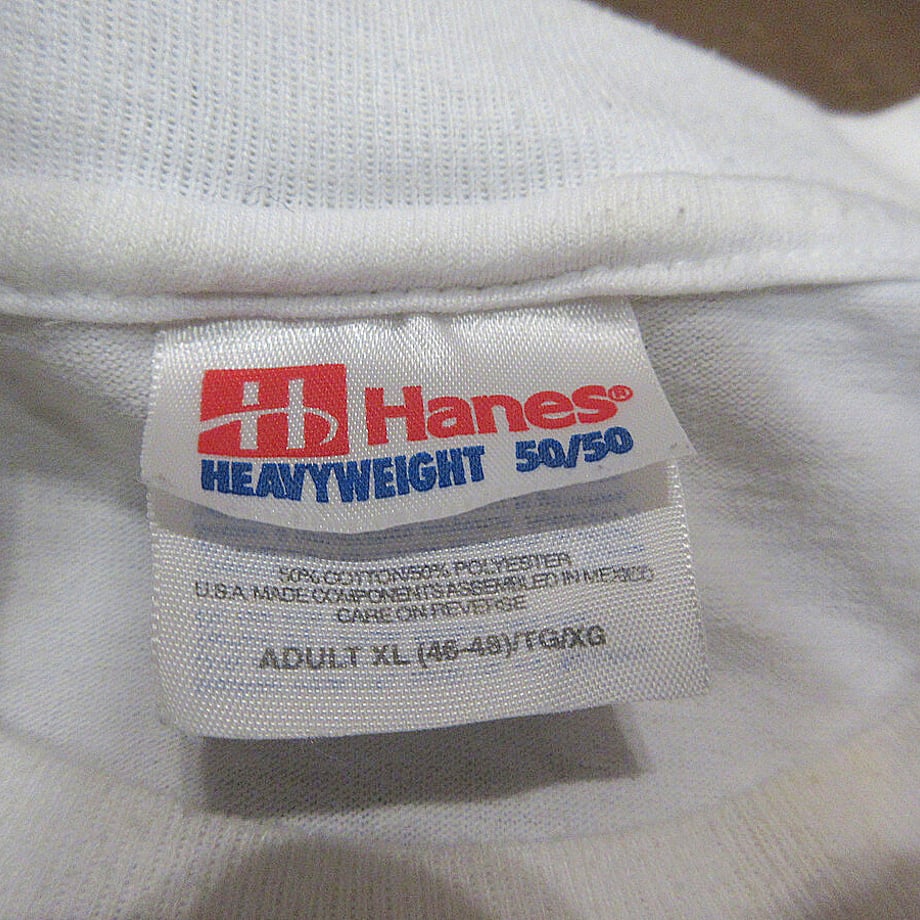 Hanes®
HEAVYWEIGHT 50/50
50% COTTON/50% POLYESTER
U.S.A. MADE COMPONENTS ASSEMBLED IN MEXICO
CARE ON REVERSE
ADULT XL (46-48)/TG/XG